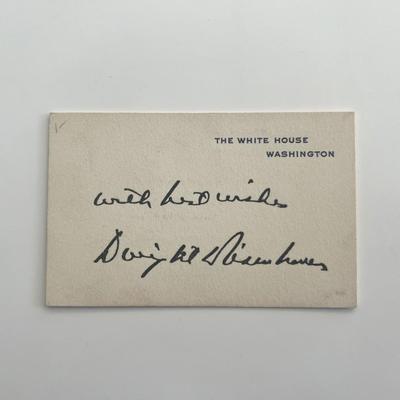 THE WHITE HOUSE
WASHINGTON
with best wishes
Dwight Eisenhower